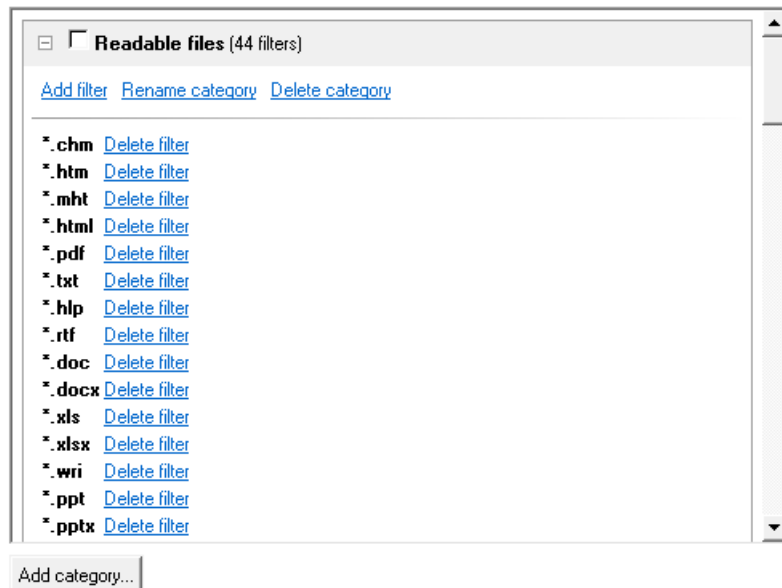 Readable files (44 filters)
Add filter Rename category Delete category
*.chm Delete filter
*.htm Delete filter
*.mht Delete filter
*.html Delete filter
*.pdf Delete filter
*.txt Delete filter
*.hlp Delete filter
*.rtf Delete filter
*.doc Delete filter
*.docx Delete filter
*.xls Delete filter
*.xlsx Delete filter
*.wri Delete filter
*.ppt Delete filter
*.pptx Delete filter
Add category...